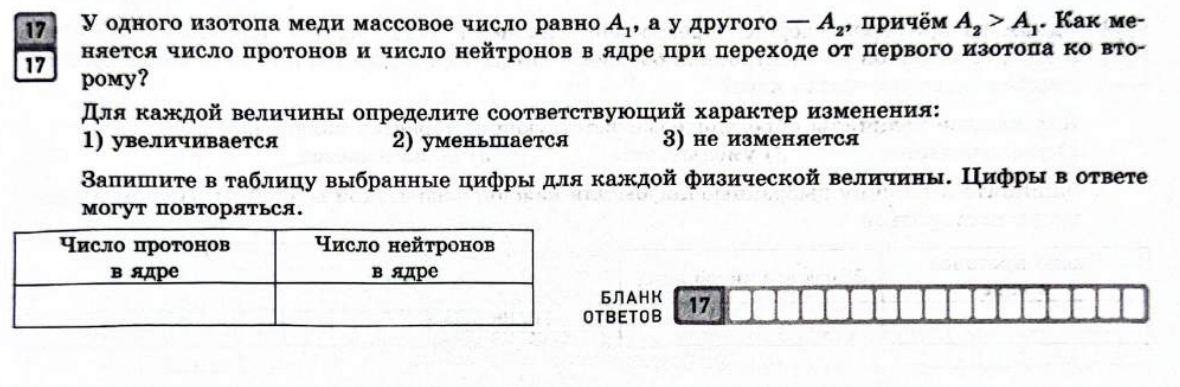 17
17
У одного изотопа меди массовое число равно A₁, а у другого — A₂, причём A₂ > A₁. Как ме-
няется число протонов и число нейтронов в ядре при переходе от первого изотопа ко вто-
рому?
Для каждой величины определите соответствующий характер изменения:
1) увеличивается 2) уменьшается 3) не изменяется
Запишите в таблицу выбранные цифры для каждой физической величины. Цифры в ответе
могут повторяться.
Число протонов
в ядре
Число нейтронов
в ядре
БЛАНК
ОТВЕТОВ
17